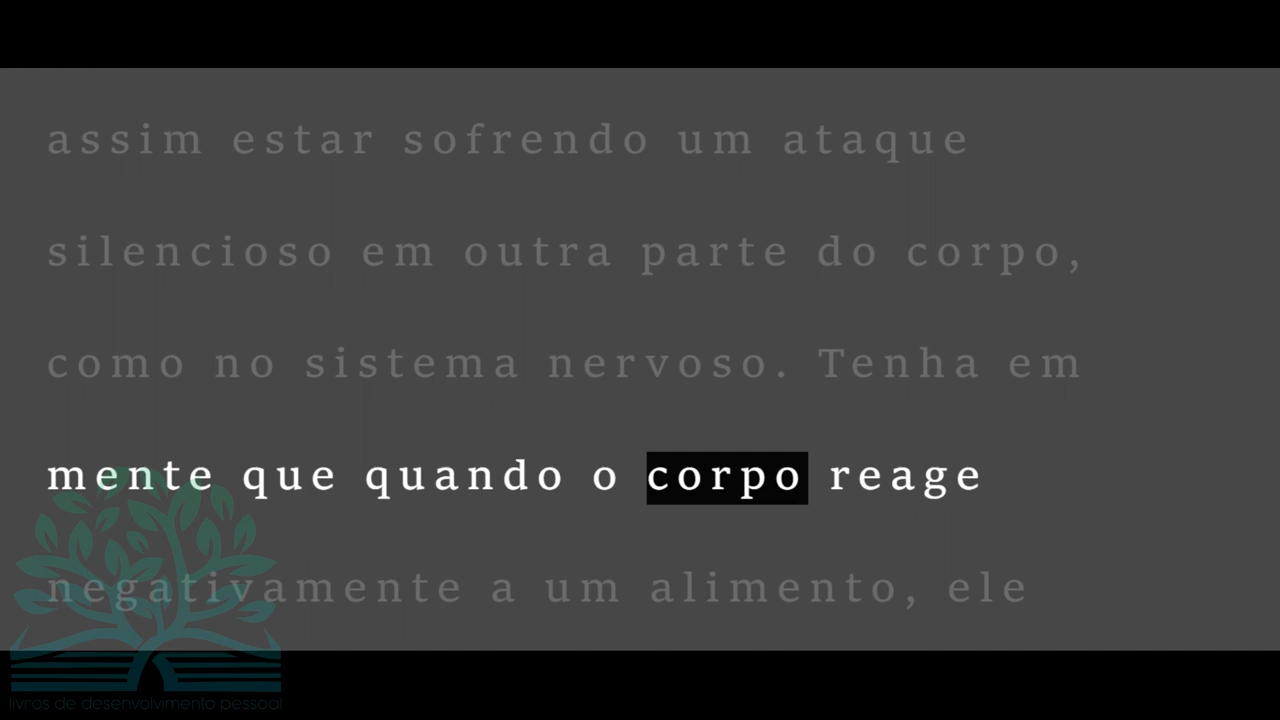 assim estar sofrendo um ataque
silencioso em outra parte do corpo,
como no sistema nervoso. Tenha em
mente que quando o corpo reage
negativamente a um alimento, ele
livros de desenvolvimento pessoal